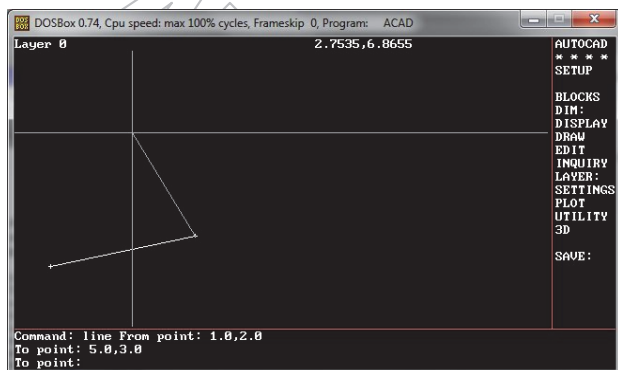 DOSBox 0.74, Cpu speed: max 100% cycles, Frameskip 0, Program: ACAD
Layer 0 2.7535,6.8655
AUTOCAD
* * * *
SETUP
BLOCKS
DIM:
DISPLAY
DRAW
EDIT
INQUIRY
LAYER:
SETTINGS
PLOT
UTILITY
3D
SAVE:
Command: line From point: 1.0,2.0
To point: 5.0,3.0
To point: